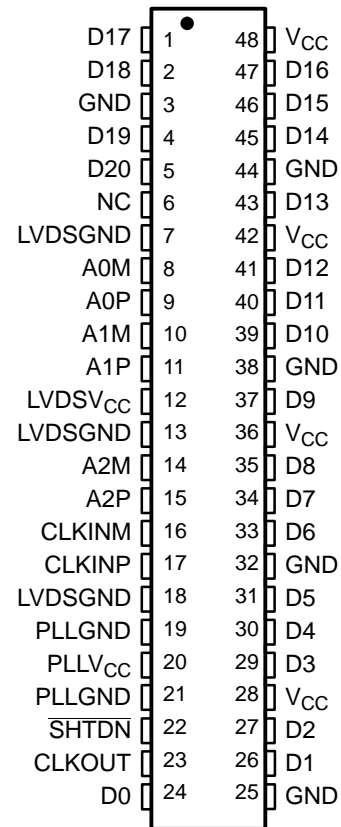 D17 1 48 VCC
D18 2 47 D16
GND 3 46 D15
D19 4 45 D14
D20 5 44 GND
NC 6 43 D13
LVDSGND 7 42 VCC
A0M 8 41 D12
A0P 9 40 D11
A1M 10 39 D10
A1P 11 38 GND
LVDSVCC 12 37 D9
LVDSGND 13 36 VCC
A2M 14 35 D8
A2P 15 34 D7
CLKINM 16 33 D6
CLKINP 17 32 GND
LVDSGND 18 31 D5
PLLGND 19 30 D4
PLLVCC 20 29 D3
PLLGND 21 28 VCC
SHTDN 22 27 D2
CLKOUT 23 26 D1
D0 24 25 GND